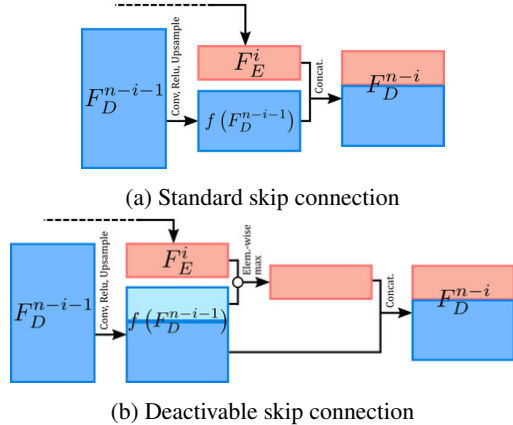 F_D^{n-i-1}
Conv, Relu, Upsample
F_E^i
f(F_D^{n-i-1})
Concat.
F_D^{n-i}
(a) Standard skip connection
F_D^{n-i-1}
Conv, Relu, Upsample
F_E^i
f(F_D^{n-i-1})
Elem.-wise
max
Concat.
F_D^{n-i}
(b) Deactivable skip connection